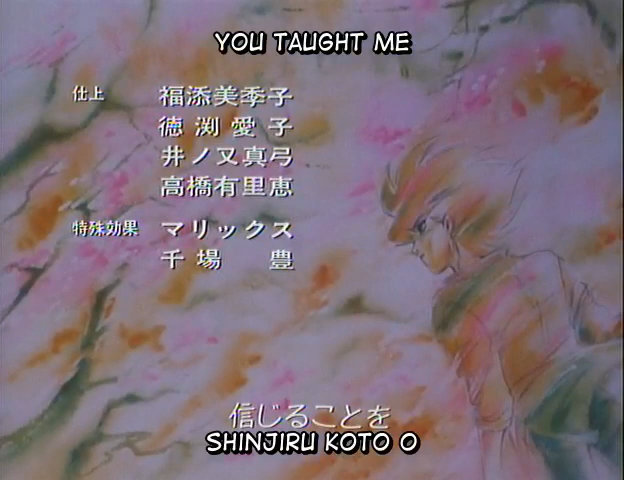 YOU TAUGHT ME
仕上 福添美季子
徳渕愛子
井ノ又真弓
高橋有里恵
特殊効果 マリックス
千場 豊
信じることを
SHINJIRU KOTO O